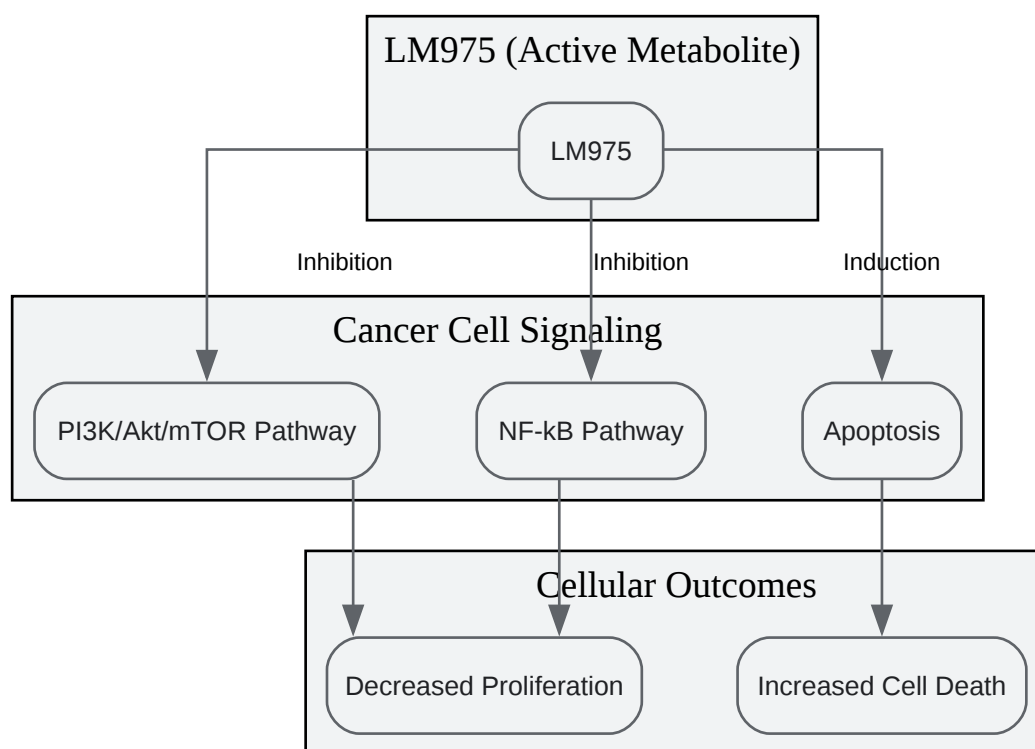 LM975 (Active Metabolite)
LM975
Inhibition
Inhibition
Induction
Cancer Cell Signaling
PI3K/Akt/mTOR Pathway
NF-kB Pathway
Apoptosis
Cellular Outcomes
Decreased Proliferation
Increased Cell Death